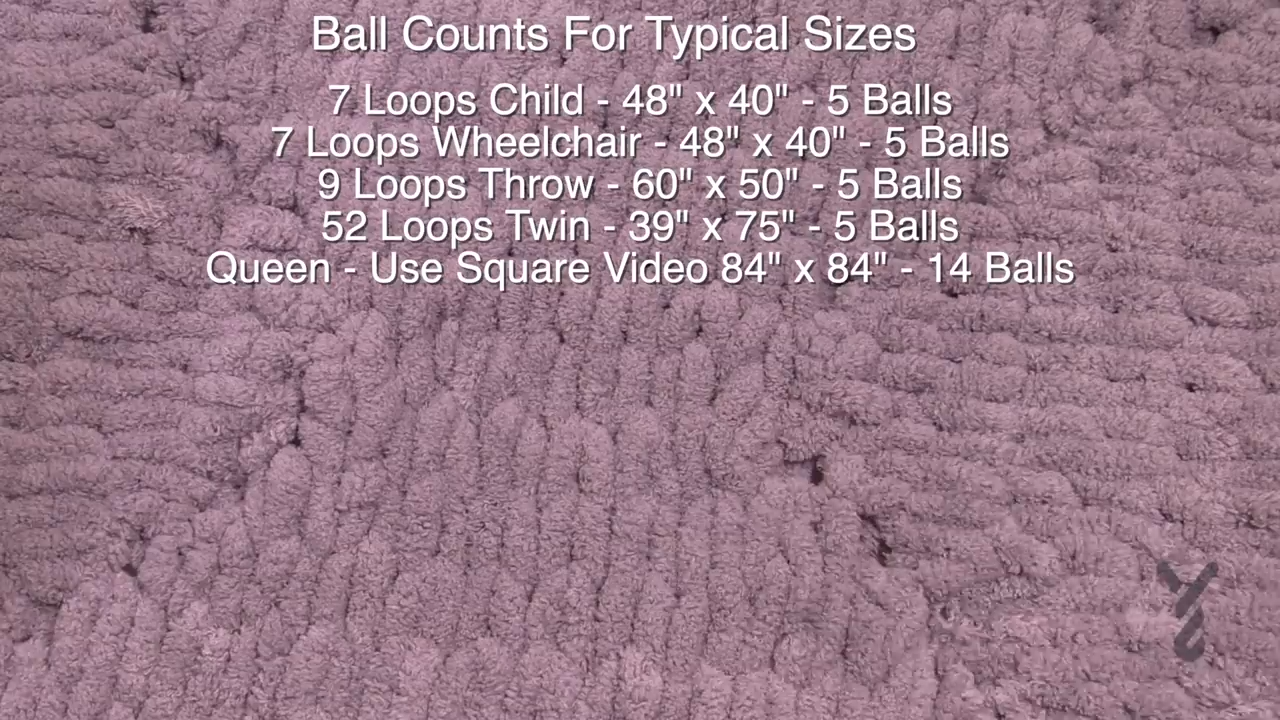 Ball Counts For Typical Sizes
7 Loops Child - 48" x 40" - 5 Balls
7 Loops Wheelchair - 48" x 40" - 5 Balls
9 Loops Throw - 60" x 50" - 5 Balls
52 Loops Twin - 39" x 75" - 5 Balls
Queen - Use Square Video 84" x 84" - 14 Balls